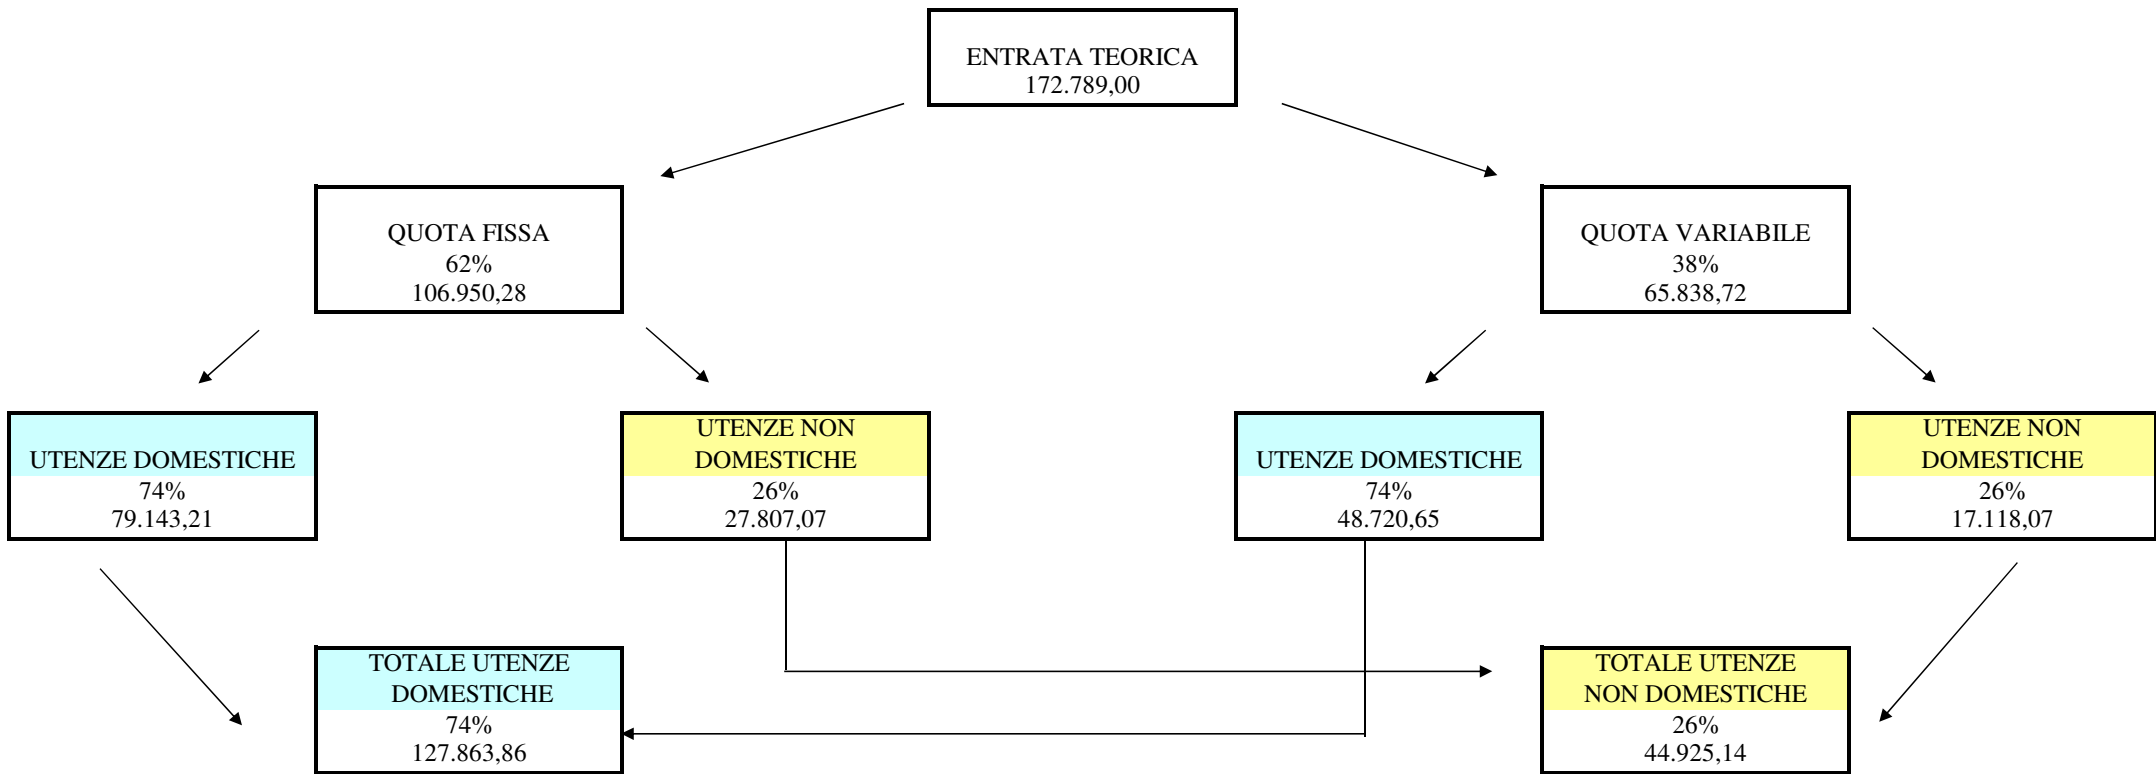 ENTRATA TEORICA
172.789,00
QUOTA FISSA
62%
106.950,28
QUOTA VARIABILE
38%
65.838,72
UTENZE DOMESTICHE
74%
79.143,21
UTENZE NON
DOMESTICHE
26%
27.807,07
UTENZE DOMESTICHE
74%
48.720,65
UTENZE NON
DOMESTICHE
26%
17.118,07
TOTALE UTENZE
DOMESTICHE
74%
127.863,86
TOTALE UTENZE
NON DOMESTICHE
26%
44.925,14